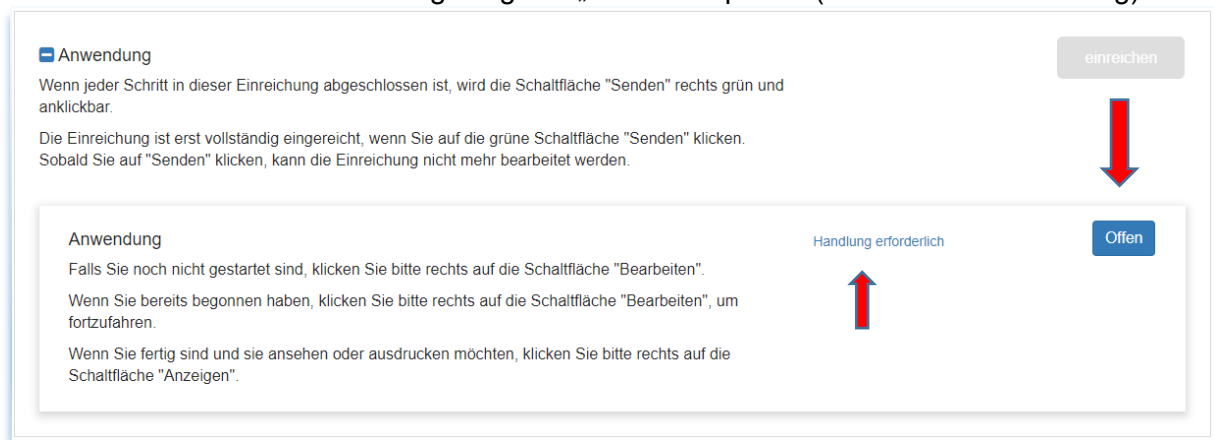 Anwendung
einreichen
Wenn jeder Schritt in dieser Einreichung abgeschlossen ist, wird die Schaltfläche "Senden" rechts grün und
anklickbar.
Die Einreichung ist erst vollständig eingereicht, wenn Sie auf die grüne Schaltfläche "Senden" klicken.
Sobald Sie auf "Senden" klicken, kann die Einreichung nicht mehr bearbeitet werden.
Anwendung
Handlung erforderlich
Offen
Falls Sie noch nicht gestartet sind, klicken Sie bitte rechts auf die Schaltfläche "Bearbeiten".
Wenn Sie bereits begonnen haben, klicken Sie bitte rechts auf die Schaltfläche "Bearbeiten", um
fortzufahren.
Wenn Sie fertig sind und sie ansehen oder ausdrucken möchten, klicken Sie bitte rechts auf die
Schaltfläche "Anzeigen".